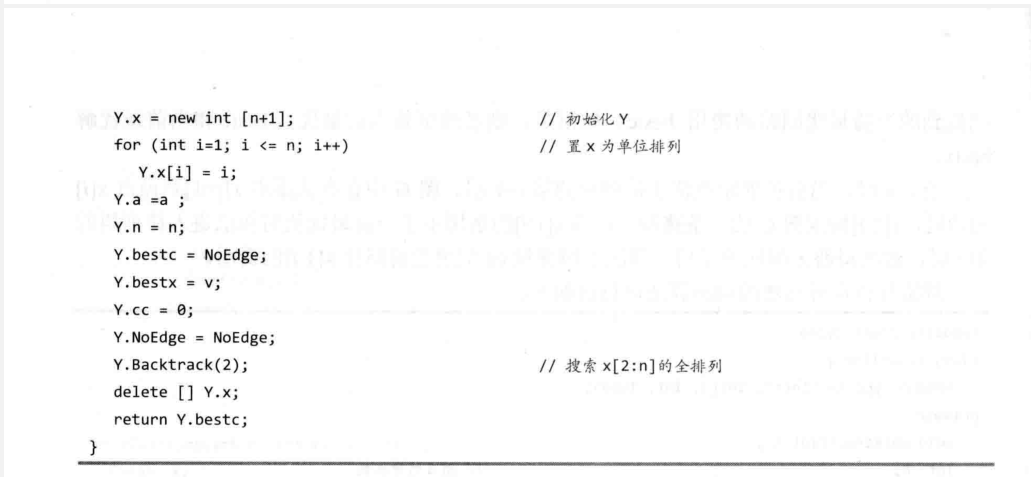 Y.x = new int [n+1]; // 初始化 Y
for (int i=1; i <= n; i++) // 置 x 为单位排列
Y.x[i] = i;
Y.a =a ;
Y.n = n;
Y.bestc = NoEdge;
Y.bestx = v;
Y.cc = 0;
Y.NoEdge = NoEdge;
Y.Backtrack(2); // 搜索 x[2:n]的全排列
delete [] Y.x;
return Y.bestc;
}